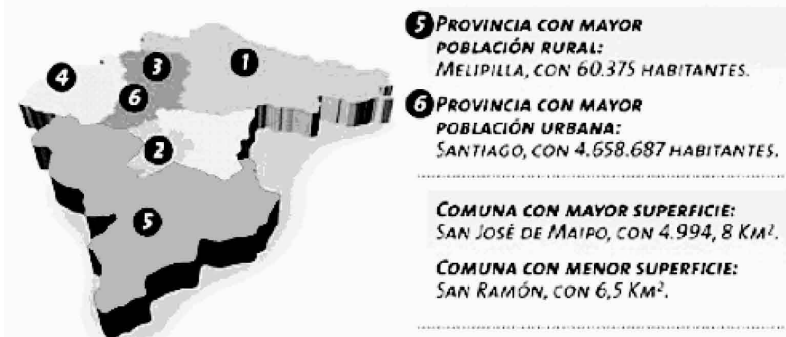 1
3
4
6
2
5
5 PROVINCIA CON MAYOR
POBLACIÓN RURAL:
MELIPILLA, CON 60.375 HABITANTES.
6 PROVINCIA CON MAYOR
POBLACIÓN URBANA:
SANTIAGO, CON 4.658.687 HABITANTES.
COMUNA CON MAYOR SUPERFICIE:
SAN JOSÉ DE MAIPO, CON 4.994, 8 KM².
COMUNA CON MENOR SUPERFICIE:
SAN RAMÓN, CON 6,5 KM².